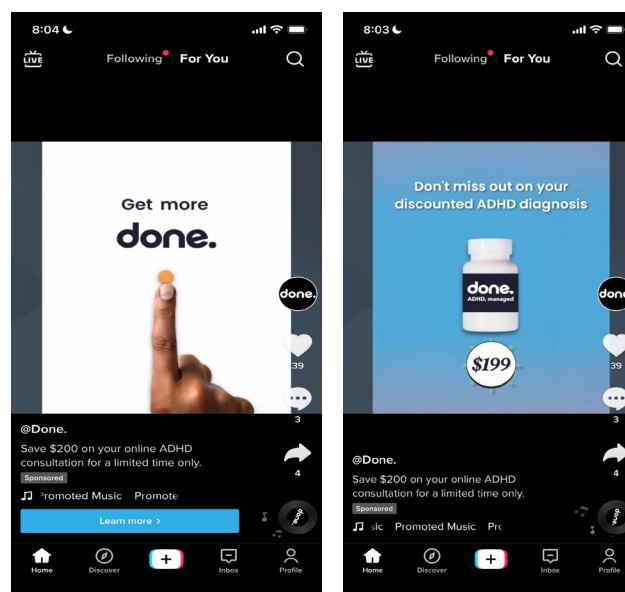 8:04
LIVE
Following For You
Get more
done.
done.
39
3
@Done.
Save $200 on your online ADHD
consultation for a limited time only.
Sponsored
4
Promoted Music Promote
Learn more >
Home
Discover
Inbox
Profile
8:03
LIVE
Following For You
Don't miss out on your
discounted ADHD diagnosis
done.
ADHD, managed
$199
done
39
3
@Done.
Save $200 on your online ADHD
consultation for a limited time only.
Sponsored
4
sic Promoted Music Pro
Home
Discover
Inbox
Profile